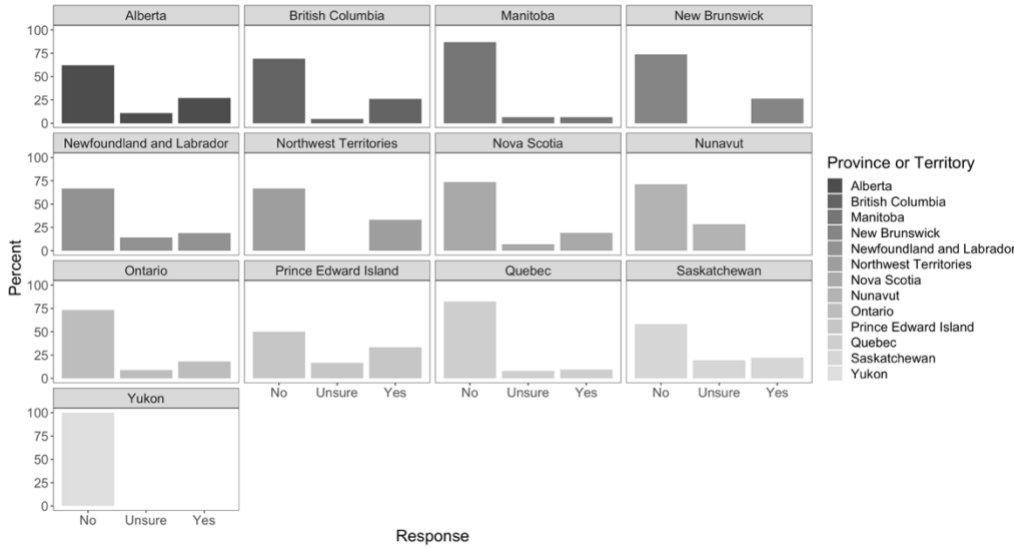 Alberta
British Columbia
Manitoba
New Brunswick
100
75
50
25
0
Newfoundland and Labrador
Northwest Territories
Nova Scotia
Nunavut
100
75
50
25
0
Ontario
Prince Edward Island
Quebec
Saskatchewan
100
75
50
25
0
No Unsure Yes
No Unsure Yes
No Unsure Yes
Yukon
100
75
50
25
0
No Unsure Yes
Percent
Response
Province or Territory
Alberta
British Columbia
Manitoba
New Brunswick
Newfoundland and Labrador
Northwest Territories
Nova Scotia
Nunavut
Ontario
Prince Edward Island
Quebec
Saskatchewan
Yukon